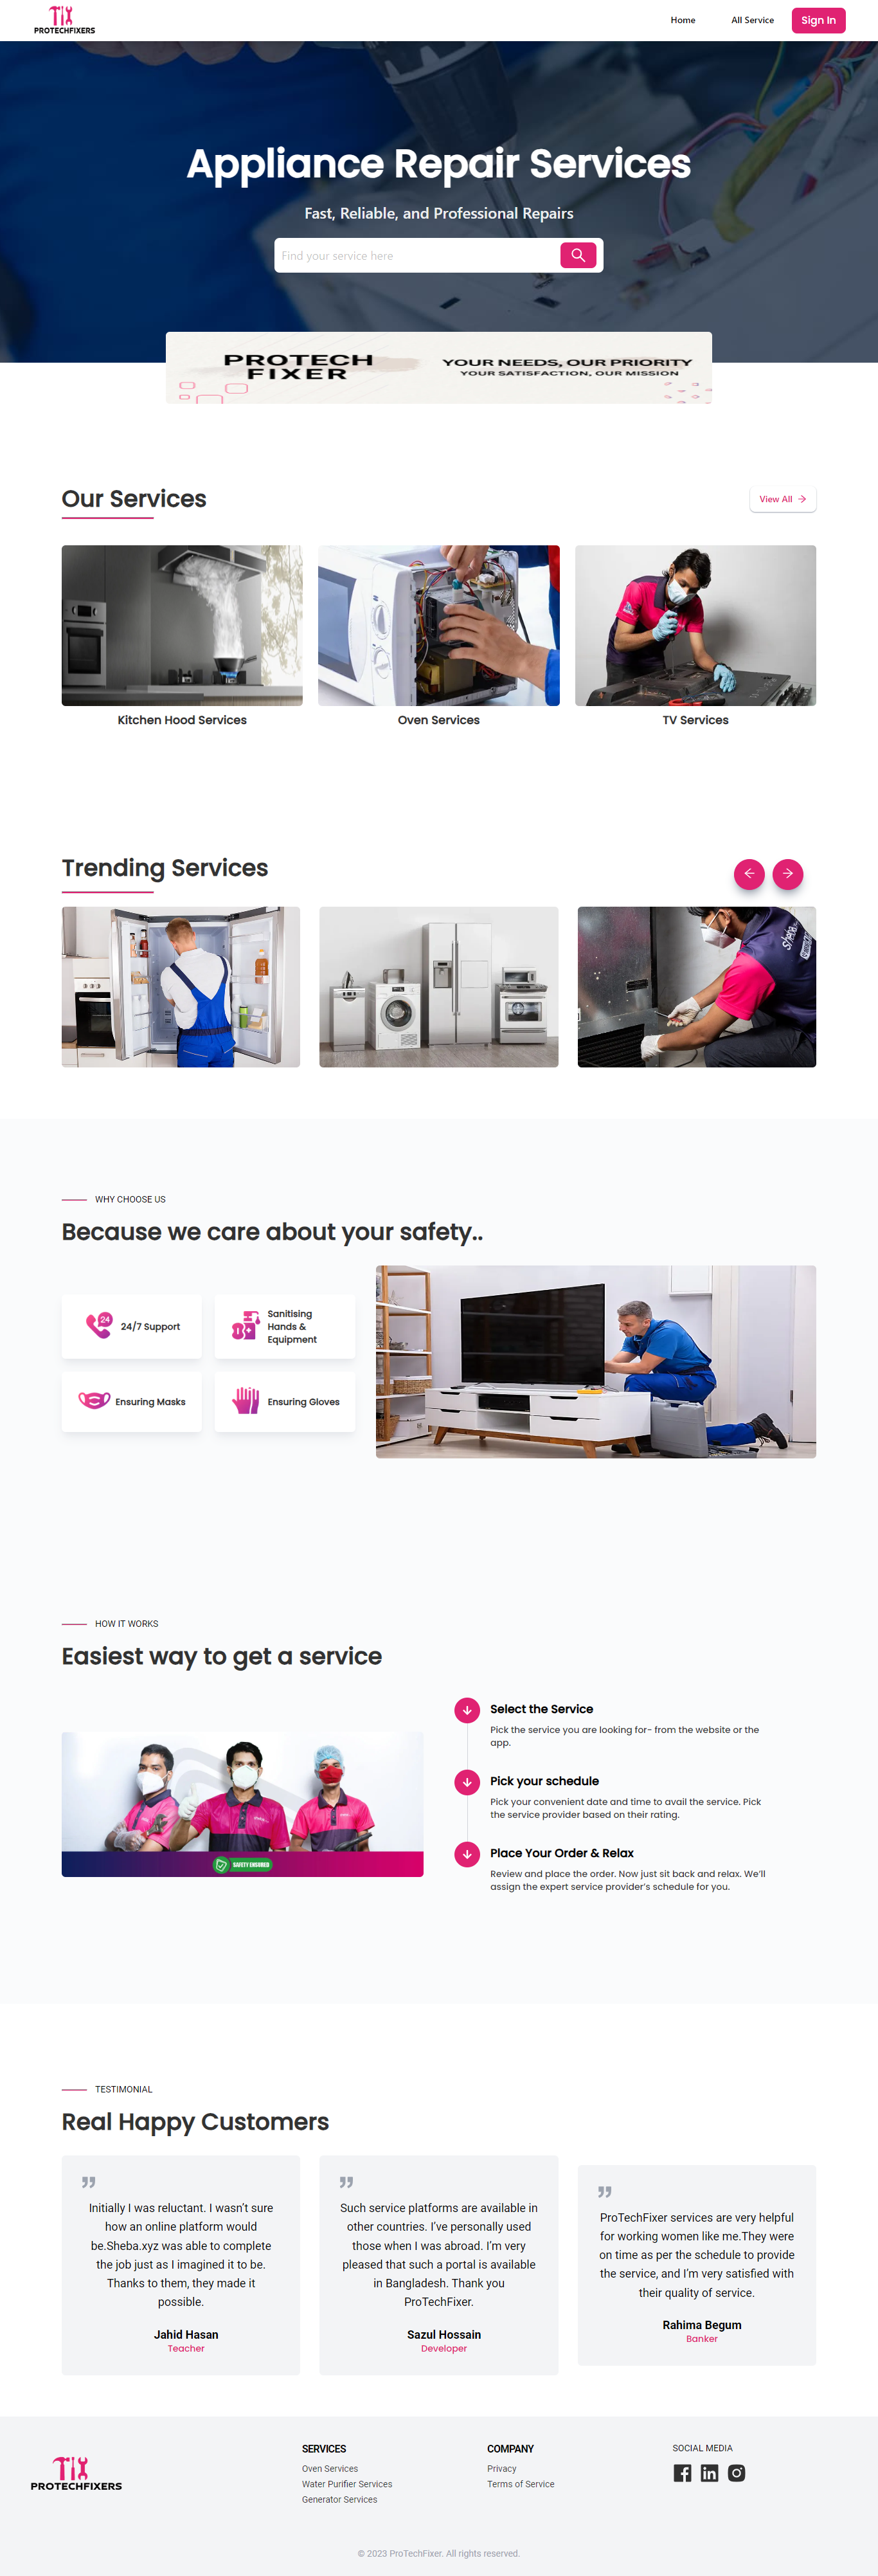 PROTECHFIXERS
Home
All Service
Sign In
Appliance Repair Services
Fast, Reliable, and Professional Repairs
Find your service here
PROTECH
FIXER
YOUR NEEDS, OUR PRIORITY
YOUR SATISFACTION, OUR MISSION
Our Services
View All
Kitchen Hood Services
Oven Services
TV Services
Trending Services
WHY CHOOSE US
Because we care about your safety..
24
24/7 Support
Sanitising
Hands &
Equipment
Ensuring Masks
Ensuring Gloves
HOW IT WORKS
Easiest way to get a service
SAFETY ENSURED
Select the Service
Pick the service you are looking for- from the website or the
app.
Pick your schedule
Pick your convenient date and time to avail the service. Pick
the service provider based on their rating.
Place Your Order & Relax
Review and place the order. Now just sit back and relax. We’ll
assign the expert service provider’s schedule for you.
TESTIMONIAL
Real Happy Customers
Initially I was reluctant. I wasn’t sure
how an online platform would
be.Sheba.xyz was able to complete
the job just as I imagined it to be.
Thanks to them, they made it
possible.
Jahid Hasan
Teacher
Such service platforms are available in
other countries. I’ve personally used
those when I was abroad. I’m very
pleased that such a portal is available
in Bangladesh. Thank you
ProTechFixer.
Sazul Hossain
Developer
ProTechFixer services are very helpful
for working women like me.They were
on time as per the schedule to provide
the service, and I’m very satisfied with
their quality of service.
Rahima Begum
Banker
PROTECHFIXERS
SERVICES
Oven Services
Water Purifier Services
Generator Services
COMPANY
Privacy
Terms of Service
SOCIAL MEDIA
© 2023 ProTechFixer. All rights reserved.